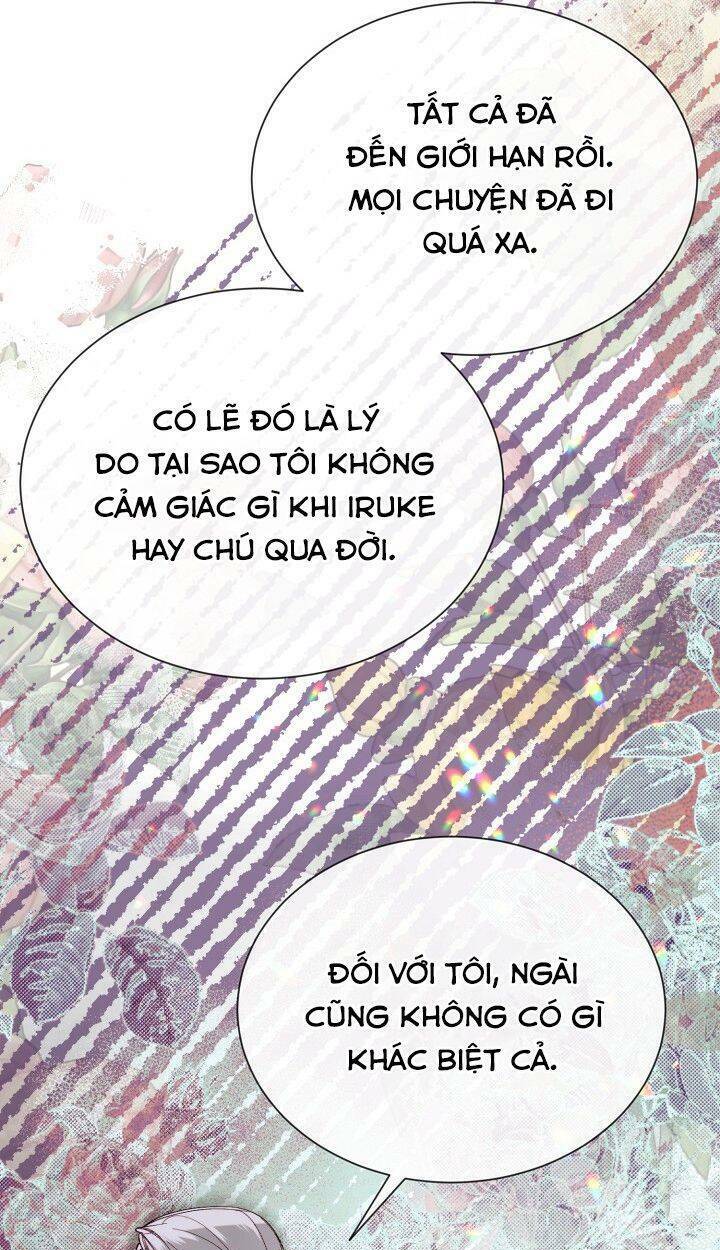 TẤT CẢ ĐÃ
ĐẾN GIỚI HẠN RỒI.
MỌI CHUYỆN ĐÃ ĐI
QUÁ XA.
CÓ LẼ ĐÓ LÀ LÝ
DO TẠI SAO TÔI KHÔNG
CẢM GIÁC GÌ KHI IRUKE
HAY CHÚ QUA ĐỜI.
ĐỐI VỚI TÔI, NGÀI
CŨNG KHÔNG CÓ GÌ
KHÁC BIỆT CẢ.